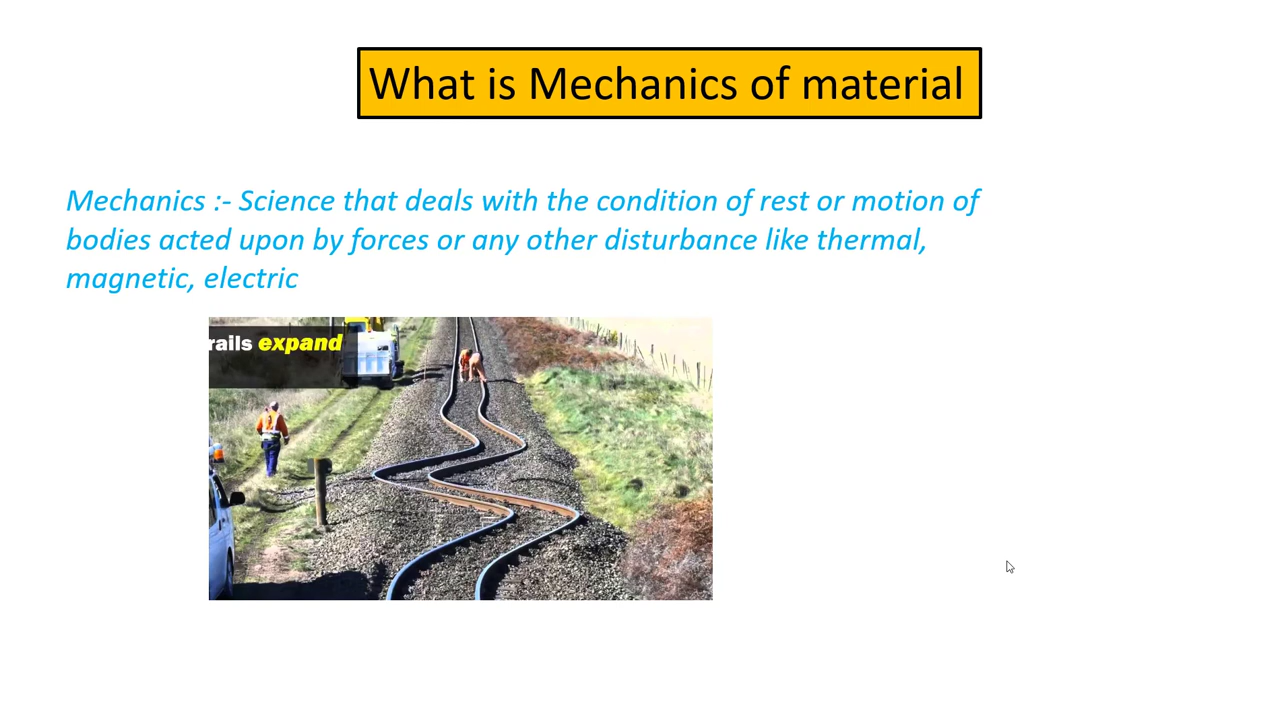 What is Mechanics of material
Mechanics :- Science that deals with the condition of rest or motion of
bodies acted upon by forces or any other disturbance like thermal,
magnetic, electric
rails expand